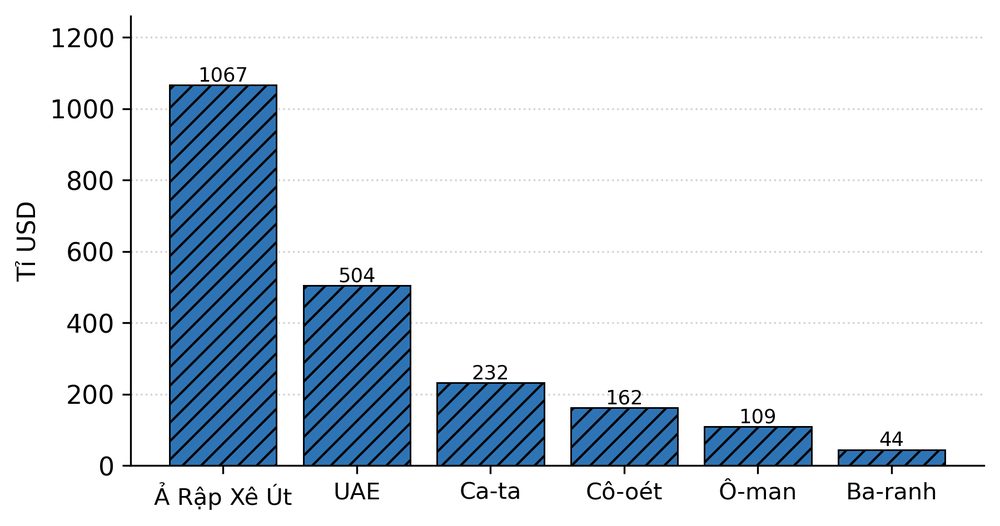 Tỉ USD
1200
1000
800
600
400
200
0
1067
504
232
162
109
44
Ả Rập Xê Út
UAE
Ca-ta
Cô-oét
Ô-man
Ba-ranh